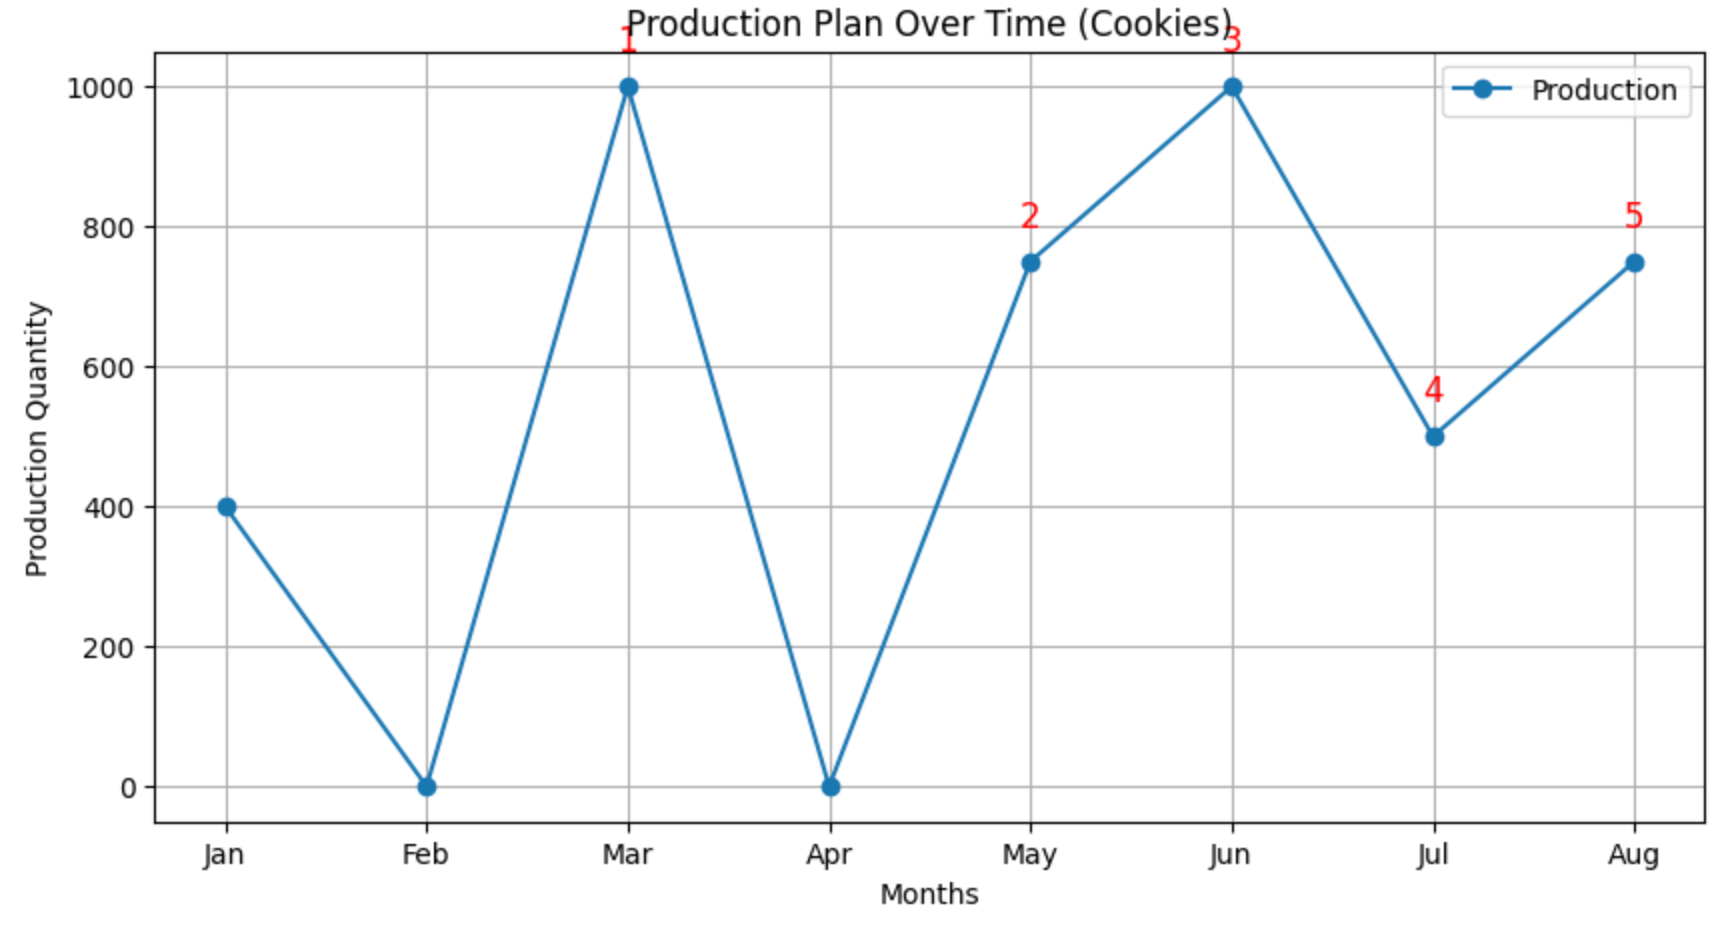 Production Plan Over Time (Cookies)
1
3
Production
1000
2
5
800
600
4
400
200
0
Production Quantity
Jan Feb Mar Apr May Jun Jul Aug
Months